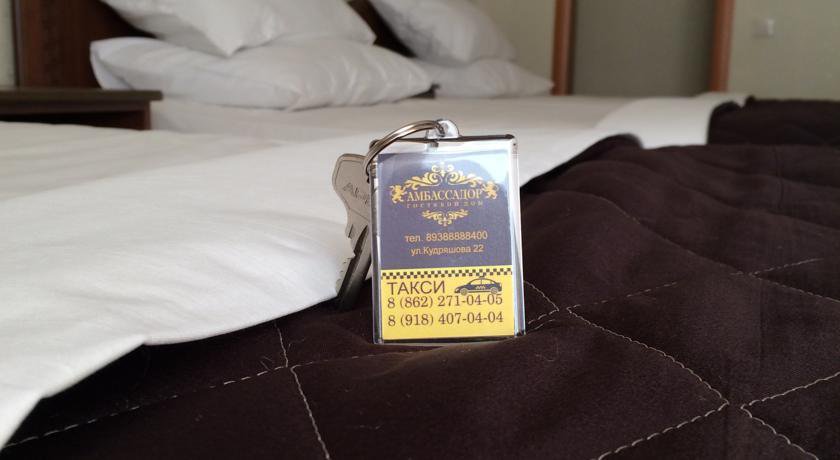 АМБАССАДОР
ГОСТЕВОЙ ДОМ
тел. 89388888400
ул.Кудряшова 22
ТАКСИ
8 (862) 271-04-05
8 (918) 407-04-04